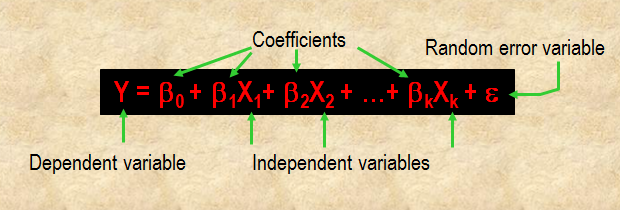 Coefficients
Random error variable
Y = β₀ + β₁X₁+ β₂X₂ + …+ βₖXₖ + ε
Dependent variable
Independent variables